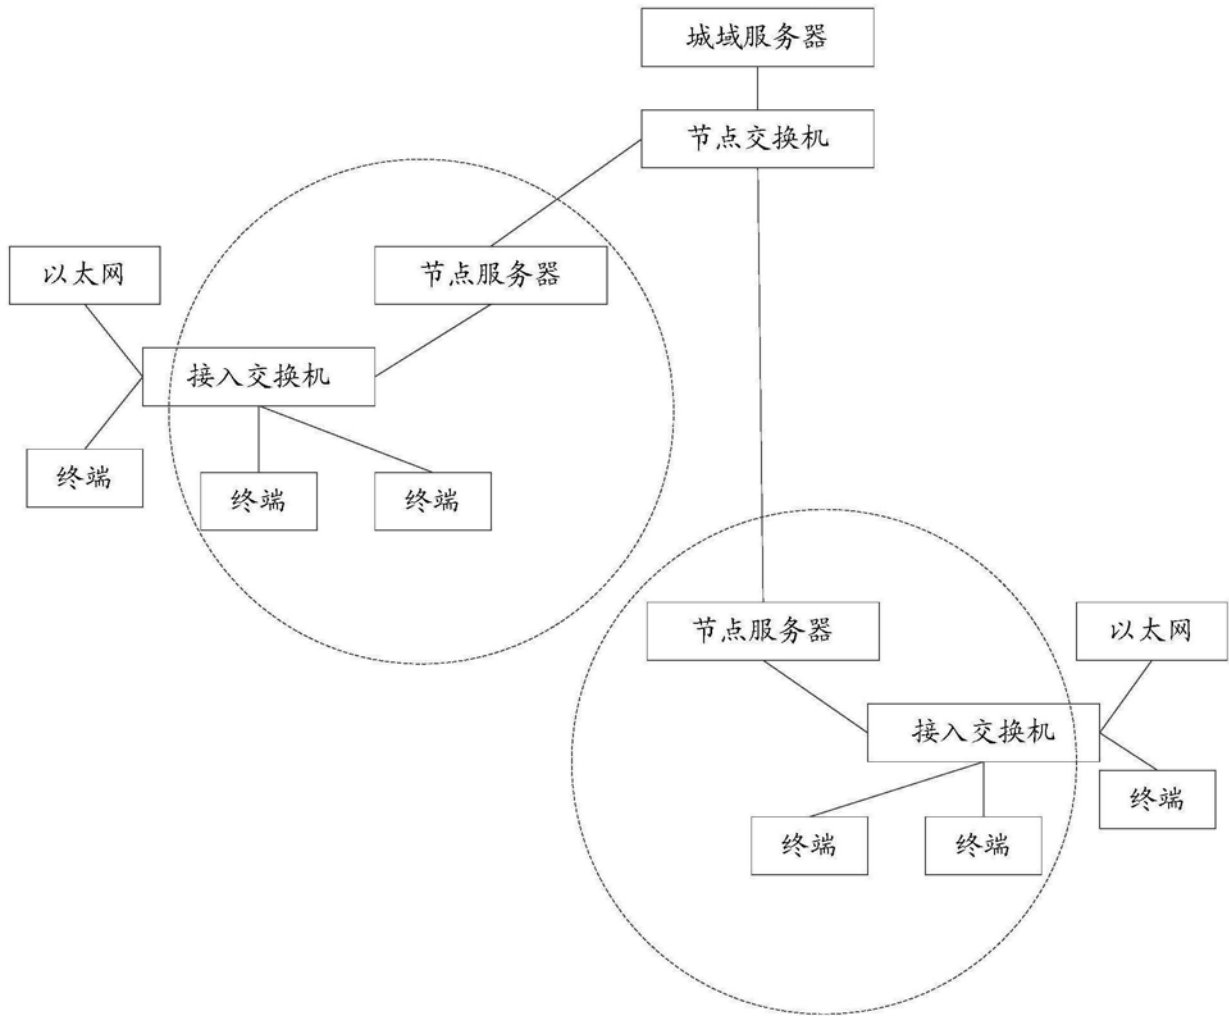 城域服务器
节点交换机
以太网
节点服务器
接入交换机
终端
终端
终端
节点服务器
以太网
接入交换机
终端
终端
终端